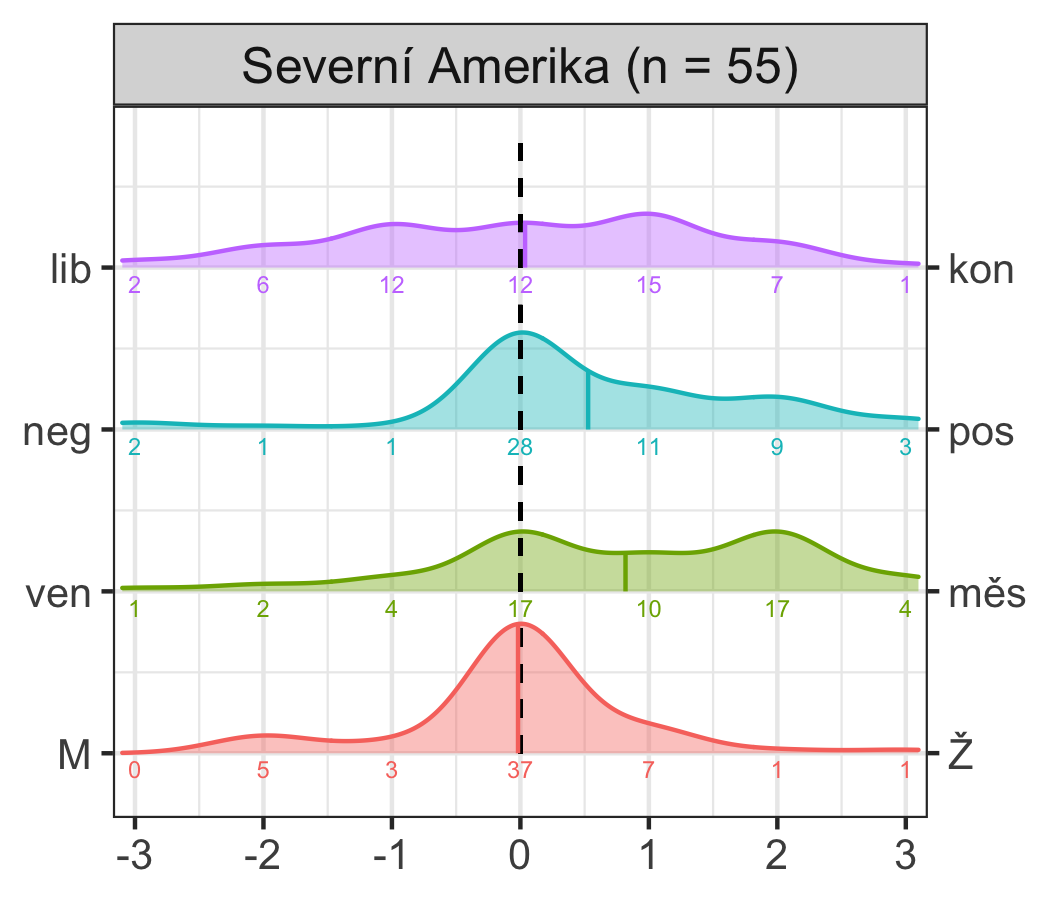 Severní Amerika (n = 55)
lib kon
2 6 12 12 15 7 1
neg pos
2 1 1 28 11 9 3
ven měs
1 2 4 17 10 17 4
M Ž
0 5 3 37 7 1 1
-3 -2 -1 0 1 2 3